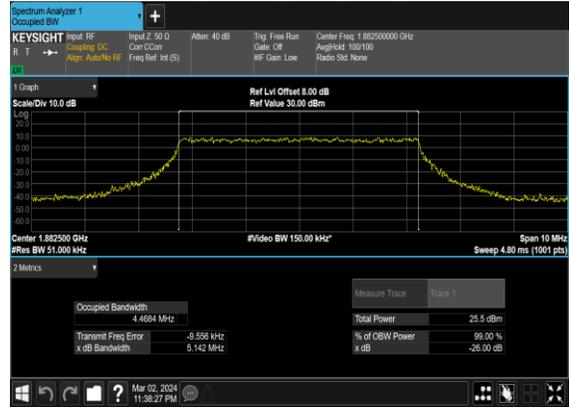 Spectrum Analyzer 1
Occupied BW
KEYSIGHT
R T
LW
Input: RF
Coupling: DC
Align: Auto/No RF
Input Z: 50 Ω
Corr CCorr
Freq Ref: Int (S)
Atten: 40 dB
Trig: Free Run
Gate: Off
#IF Gain: Low
Center Freq: 1.882500000 GHz
Avg|Hold: 100/100
Radio Std: None
1 Graph
Scale/Div 10.0 dB
Ref Lvl Offset 8.00 dB
Ref Value 30.00 dBm
Log
20.0
10.0
0.00
-10.0
-20.0
-30.0
-40.0
-50.0
-60.0
Center 1.882500 GHz
#Res BW 51.000 kHz
#Video BW 150.00 kHz*
Span 10 MHz
Sweep 4.80 ms (1001 pts)
2 Metrics
Measure Trace
Trace 1
Occupied Bandwidth
4.4684 MHz
Total Power
25.5 dBm
Transmit Freq Error
-9.556 kHz
% of OBW Power
99.00 %
x dB Bandwidth
5.142 MHz
x dB
-26.00 dB
?
Mar 02, 2024
11:38:27 PM